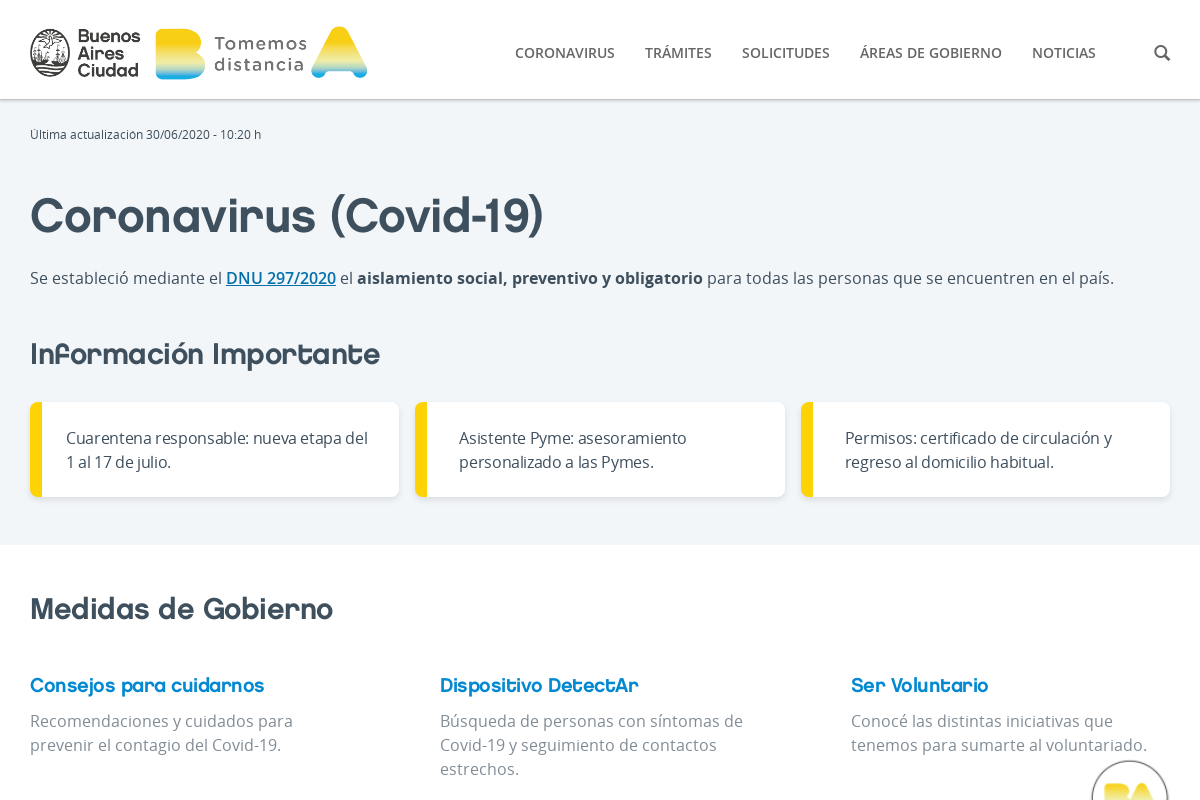 Buenos
Aires
Ciudad
BA
Tomemos
distancia
CORONAVIRUS TRÁMITES SOLICITUDES ÁREAS DE GOBIERNO NOTICIAS
Última actualización 30/06/2020 - 10:20 h
Coronavirus (Covid-19)
Se estableció mediante el DNU 297/2020 el aislamiento social, preventivo y obligatorio para todas las personas que se encuentren en el país.
Información Importante
Cuarentena responsable: nueva etapa del
1 al 17 de julio.
Asistente Pyme: asesoramiento
personalizado a las Pymes.
Permisos: certificado de circulación y
regreso al domicilio habitual.
Medidas de Gobierno
Consejos para cuidarnos
Recomendaciones y cuidados para
prevenir el contagio del Covid-19.
Dispositivo DetectAr
Búsqueda de personas con síntomas de
Covid-19 y seguimiento de contactos
estrechos.
Ser Voluntario
Conocé las distintas iniciativas que
tenemos para sumarte al voluntariado.
BA